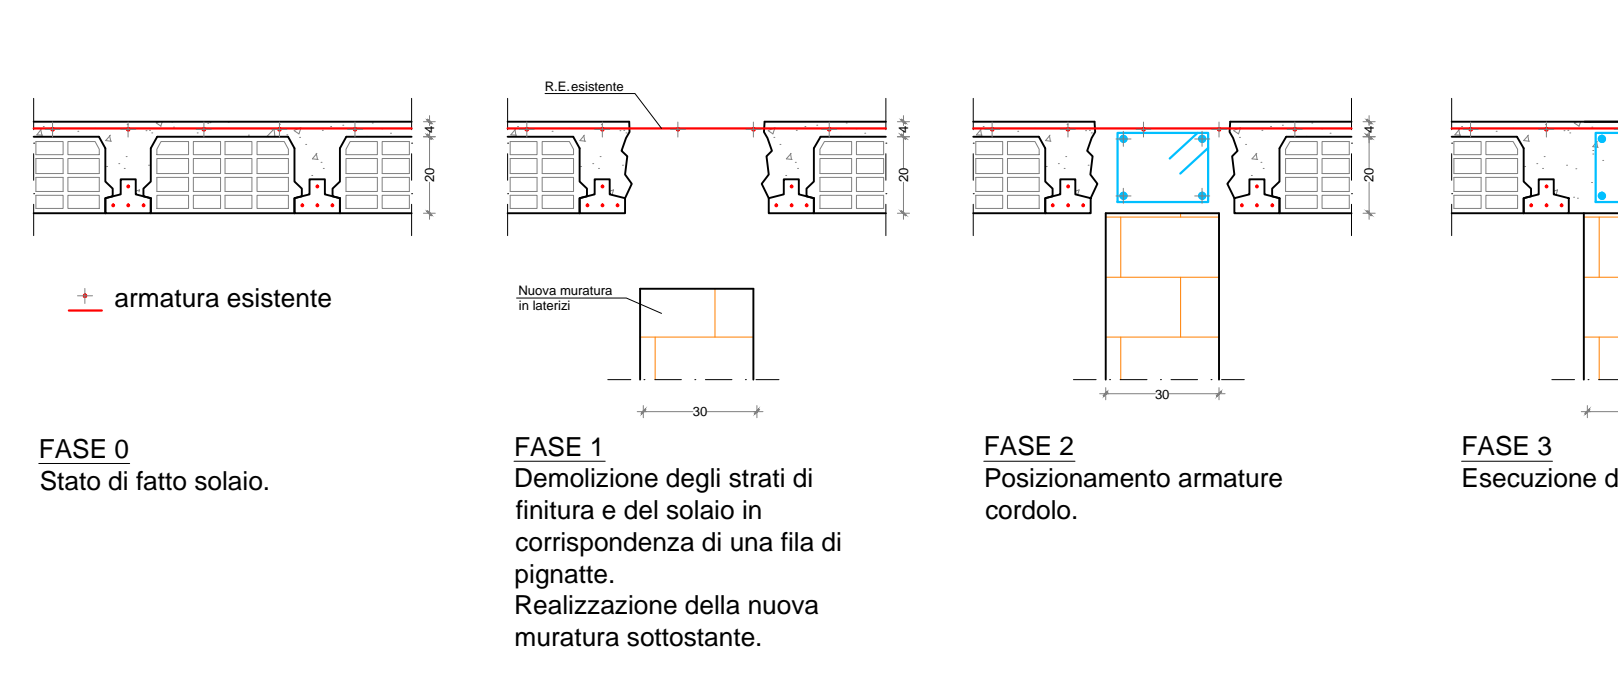 R.E.esistente
4
20
4
20
4
20
armatura esistente
Nuova muratura
in laterizi
30
30
FASE 0
Stato di fatto solaio.
FASE 1
Demolizione degli strati di
finitura e del solaio in
corrispondenza di una fila di
pignatte.
Realizzazione della nuova
muratura sottostante.
FASE 2
Posizionamento armature
cordolo.
FASE 3
Esecuzione d